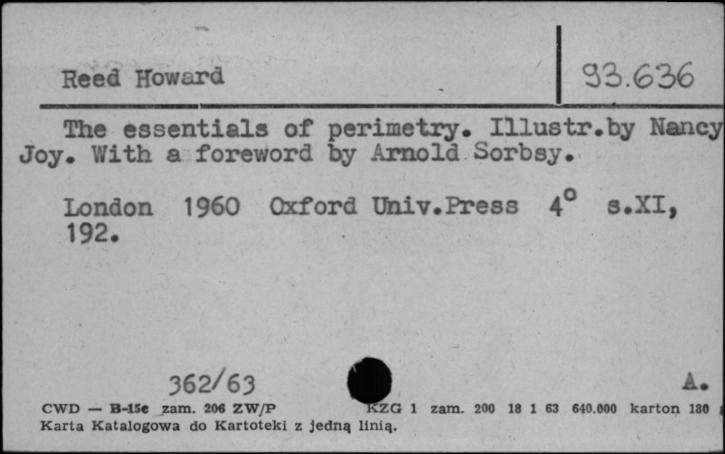 Reed Howard
93.636
The essentials of perimetry. Illustr.by Nancy
Joy. With a foreword by Arnold Sorbsy.
London 1960 Oxford Univ.Press 4° s.XI,
192.
362/63
A.
CWD — B-15c zam. 206 ZW/P KZG 1 zam. 200 18 1 63 640.000 karton 180 g
Karta Katalogowa do Kartoteki z jedną linią.